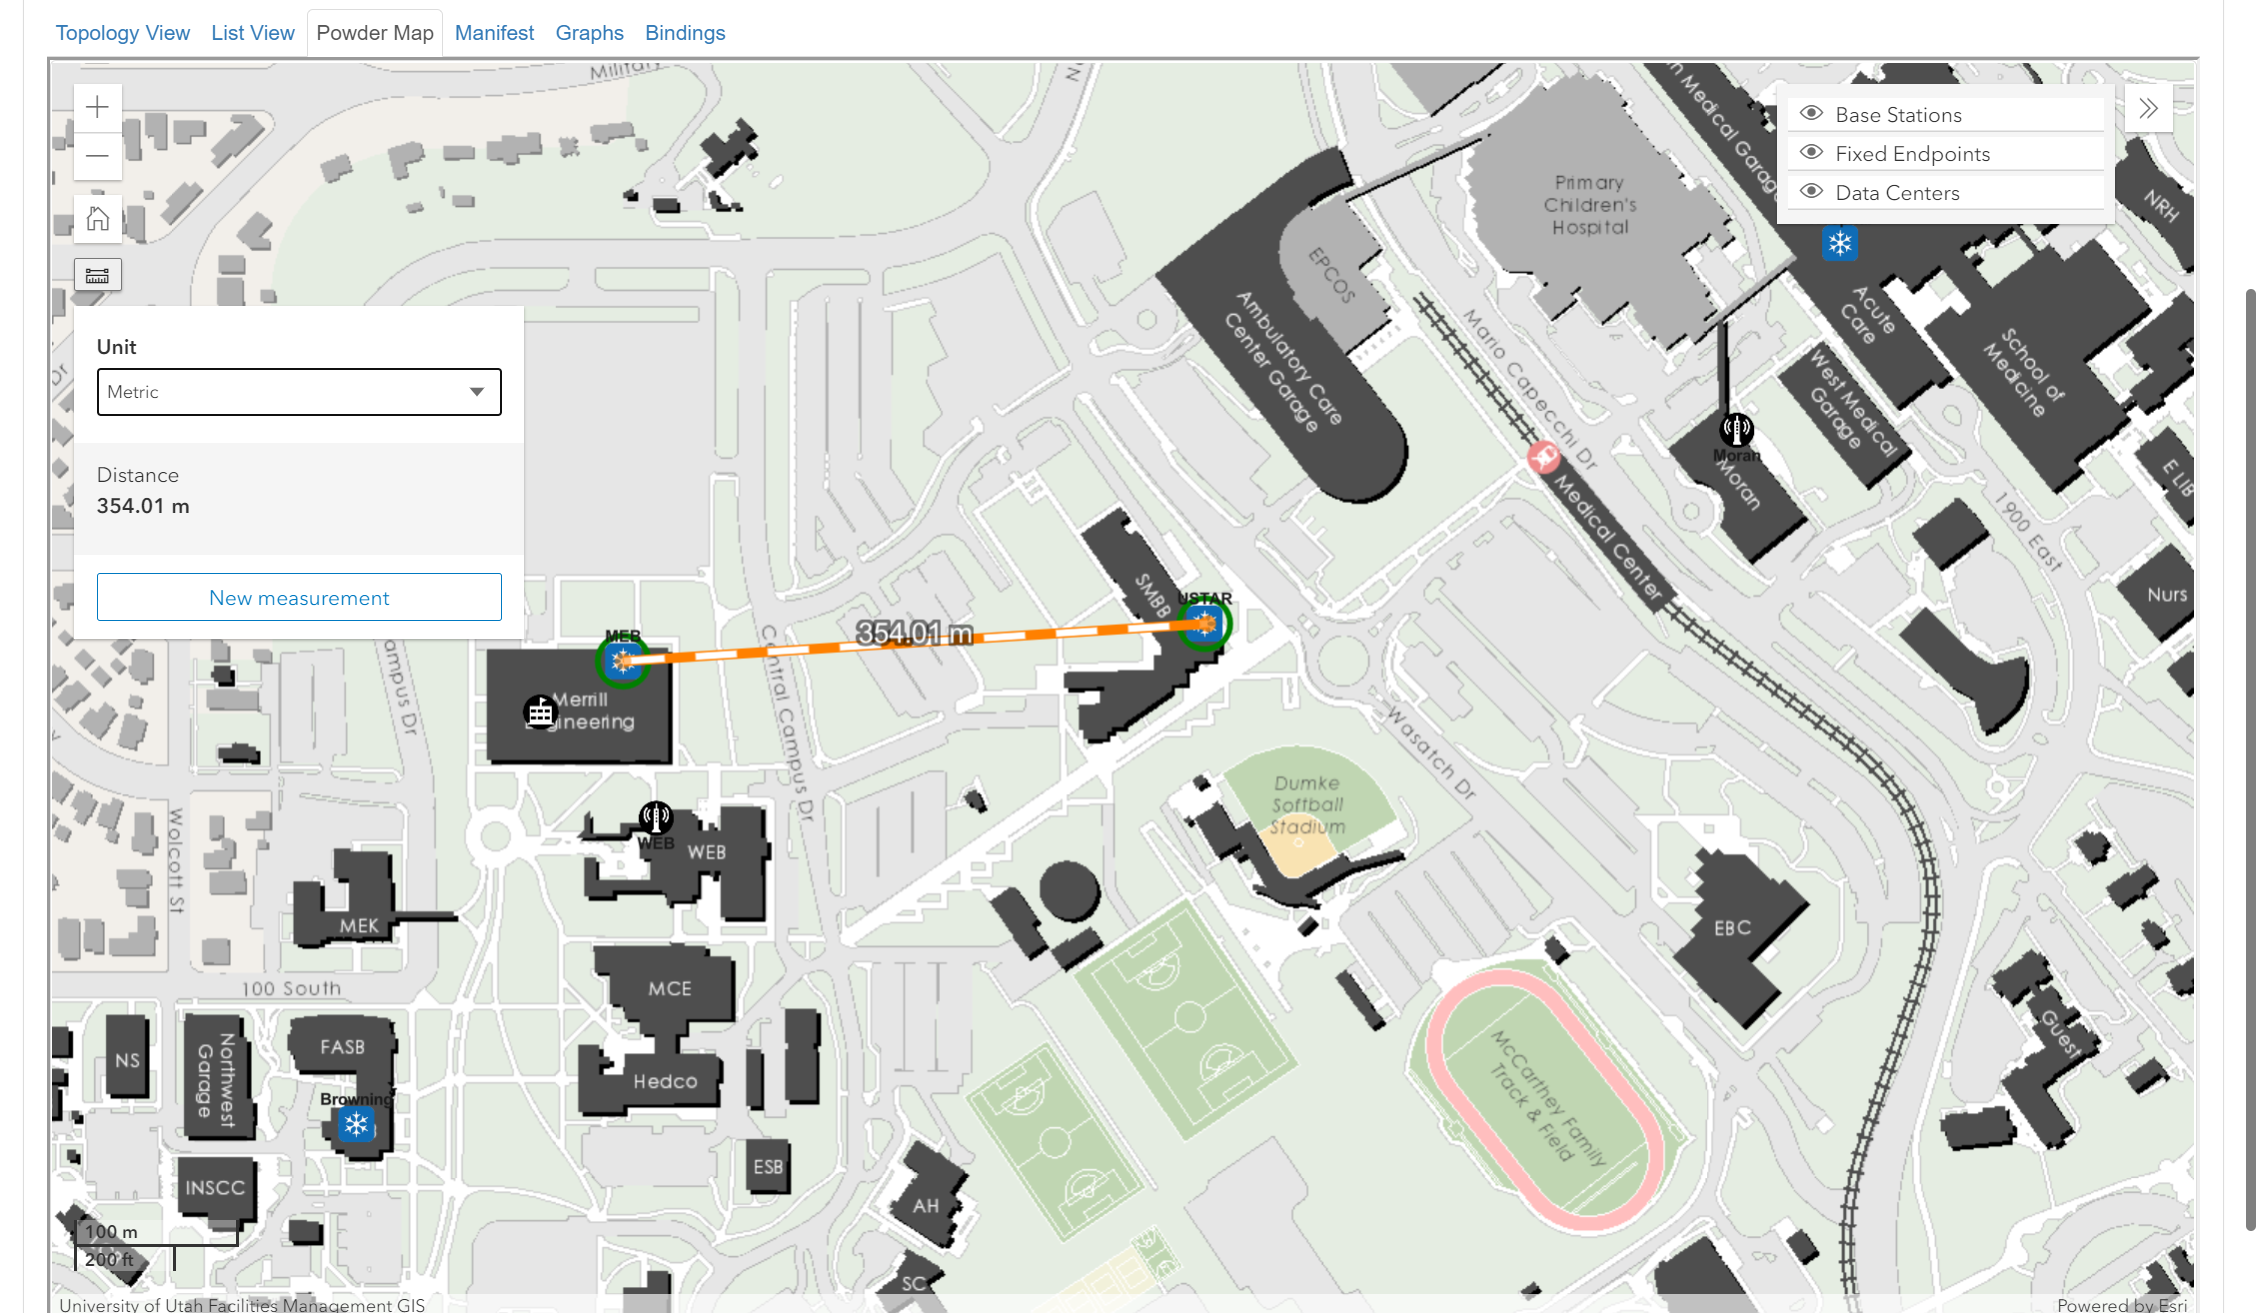 Topology View List View Powder Map Manifest Graphs Bindings
Military
Base Stations
Fixed Endpoints
Data Centers
Unit
Metric
Distance
354.01 m
New measurement
Primary
Children's
Hospital
EPCOS
Ambulatory Care
Center Garage
Mario Capecchi Dr
Medical Center
Acute
Care
West Medical
Garage
School of
Medicine
NRH
E LIB
Moran
Moran
1900 East
Nurs
SMBB
USTAR
MEB
354.01 m
Merrill
Central Campus Dr
Wasatch Dr
Dumke
Softball
Stadium
WEB
WEB
Wolcott St
MEK
100 South
MCE
Hedco
EBC
Guest
NS
Northwest
Garage
FASB
Browning
INSCC
ESB
AH
SC
McCarthey Family
Track & Field
100 m
200 ft
University of Utah Facilities Management GIS
Powered by Esri